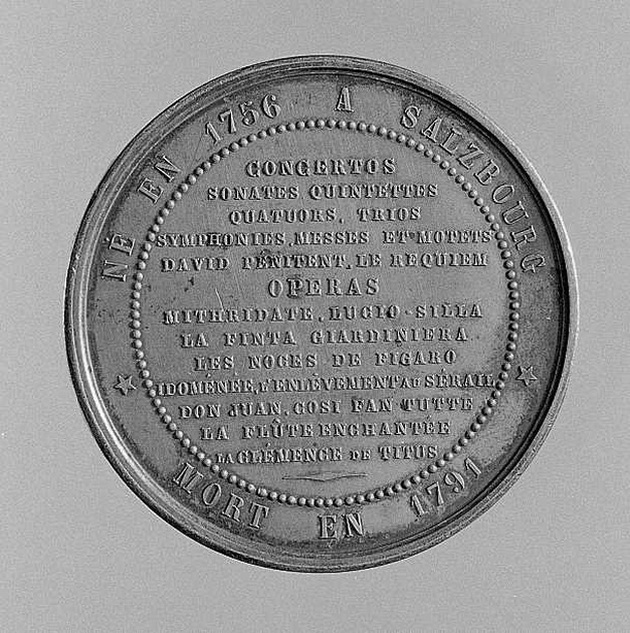 NÉ EN 1756 A SALZBOURG
CONCERTOS
SONATES QUINTETTES
QUATUORS, TRIOS
SYMPHONIES, MESSES ET MOTETS
DAVID PÉNITENT, LE REQUIEM
OPERAS
MITHRIDATE, LUCIO-SILLA
LA FINTA GIARDINIERA
LES NOCES DE FIGARO
IDOMENÉE, L'ENLÈVEMENT AU SÉRAIL
DON JUAN, COSI FAN TUTTE
LA FLÛTE ENCHANTÉE
LA CLÉMENCE DE TITUS
MORT EN 1791